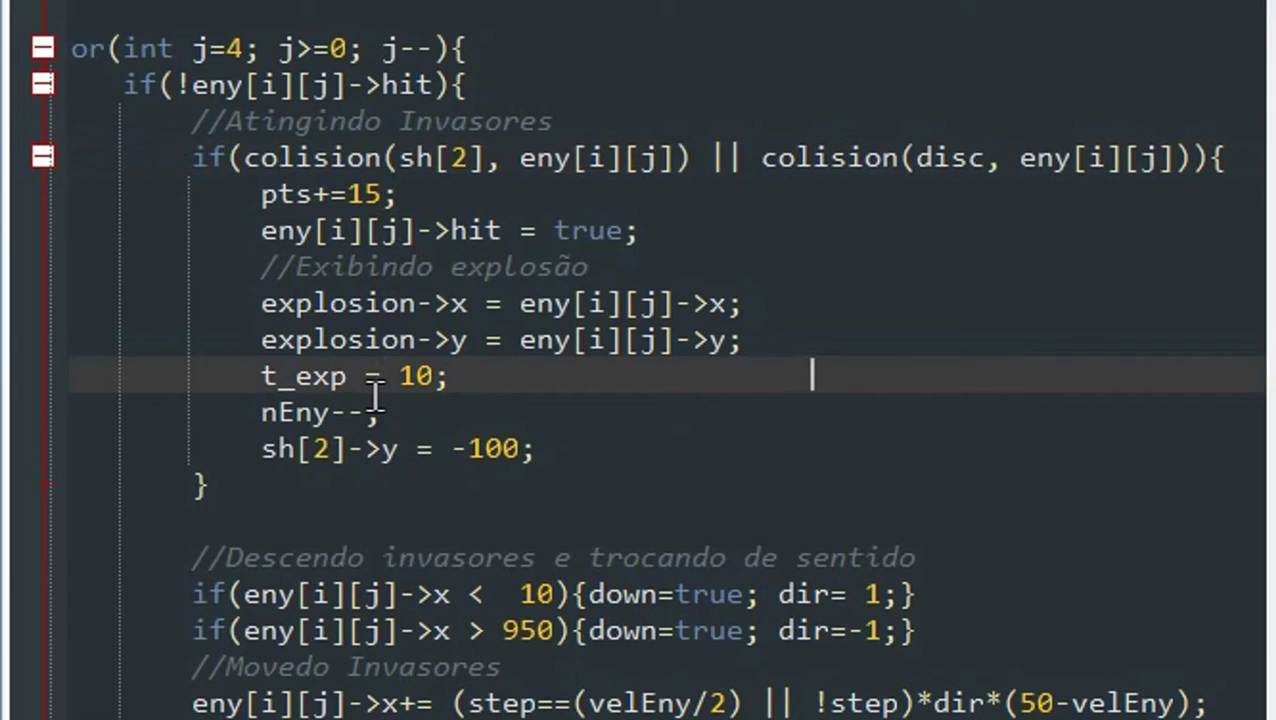 or(int j=4; j>=0; j--){
if(!eny[i][j]->hit){
//Atingindo Invasores
if(colision(sh[2], eny[i][j]) || colision(disc, eny[i][j])){
pts+=15;
eny[i][j]->hit = true;
//Exibindo explosão
explosion->x = eny[i][j]->x;
explosion->y = eny[i][j]->y;
t_exp = 10;
nEny--;
sh[2]->y = -100;
}
//Descendo invasores e trocando de sentido
if(eny[i][j]->x <  10){down=true; dir= 1;}
if(eny[i][j]->x > 950){down=true; dir=-1;}
//Movedo Invasores
eny[i][j]->x+= (step==(velEny/2) || !step)*dir*(50-velEny);